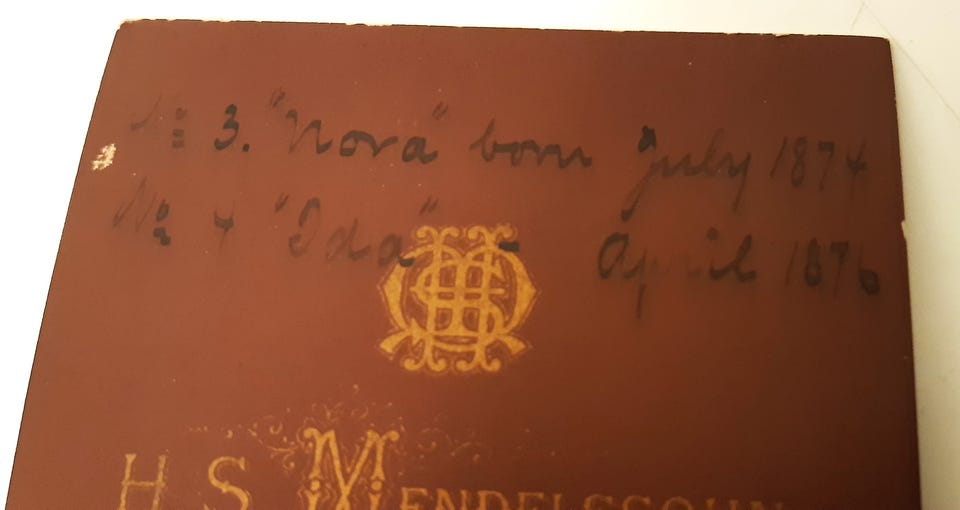 No 3. "Nora" born July 1874
No 4 "Ida" - April 1876
H S MENDELSSOHN